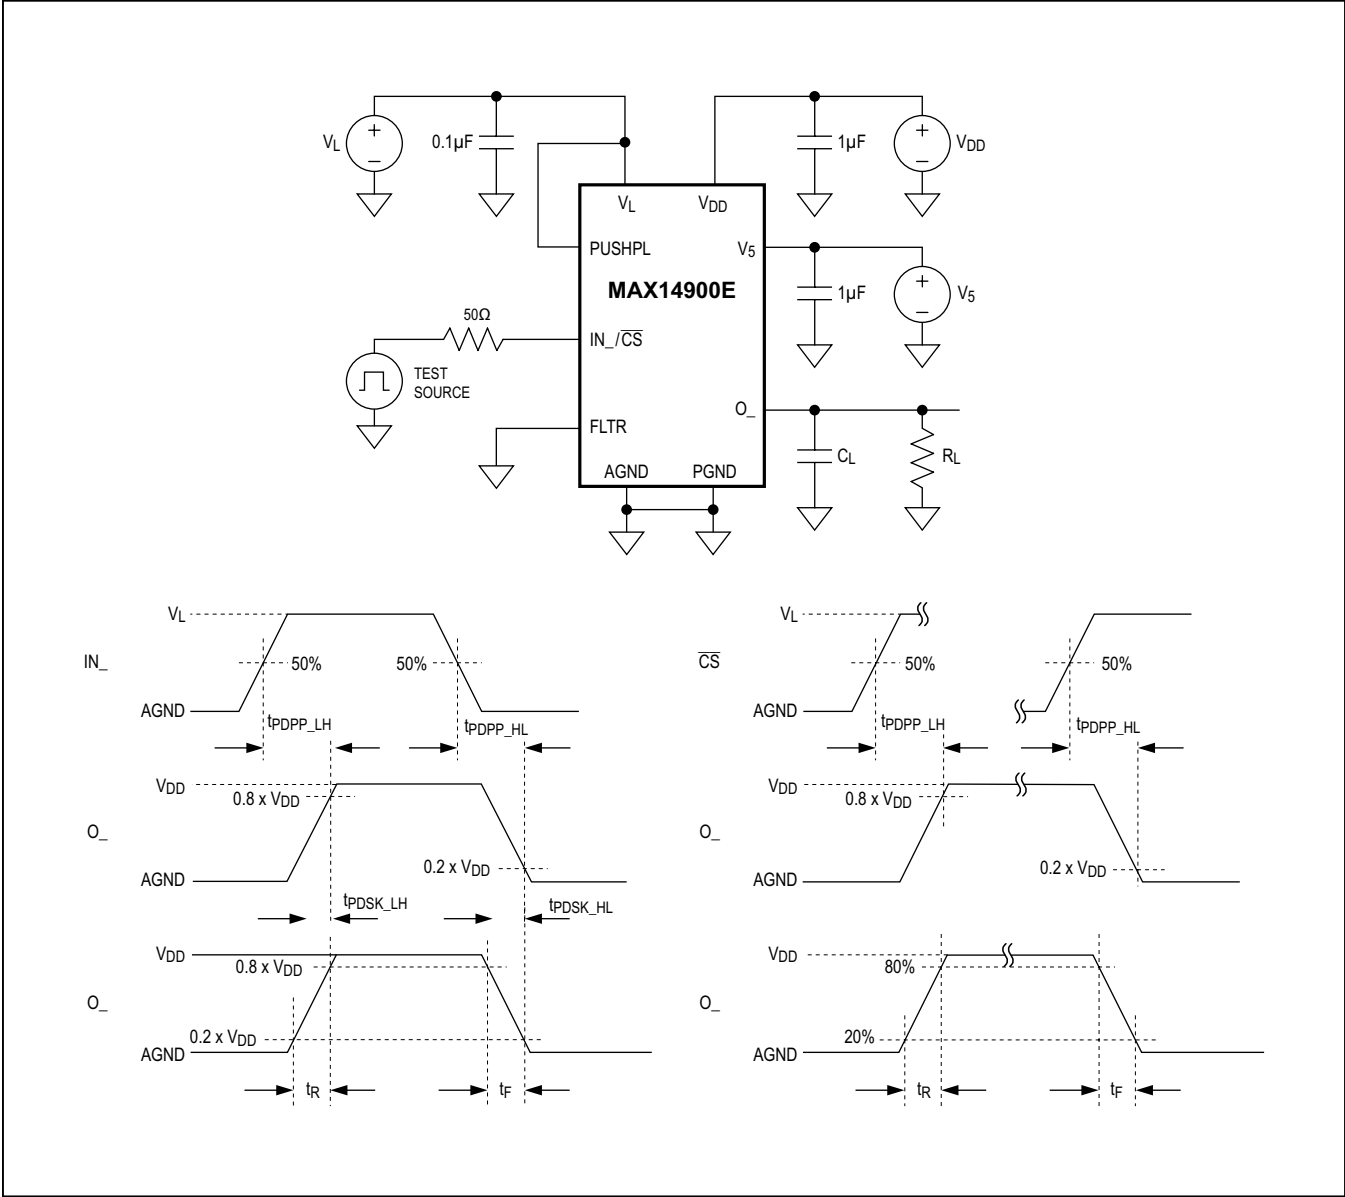 VL
0.1µF
1µF
VDD
VL
VDD
PUSHPL
V5
MAX14900E
1µF
V5
50Ω
IN_/CS
TEST
SOURCE
O_
FLTR
CL
RL
AGND
PGND
VL
IN_
50%
50%
AGND
tPDPP_LH
tPDPP_HL
VDD
0.8 x VDD
O_
0.2 x VDD
AGND
tPDSK_LH
tPDSK_HL
VDD
0.8 x VDD
O_
0.2 x VDD
AGND
tR
tF
VL
CS
50%
50%
AGND
tPDPP_LH
tPDPP_HL
VDD
0.8 x VDD
O_
0.2 x VDD
AGND
VDD
80%
O_
20%
AGND
tR
tF